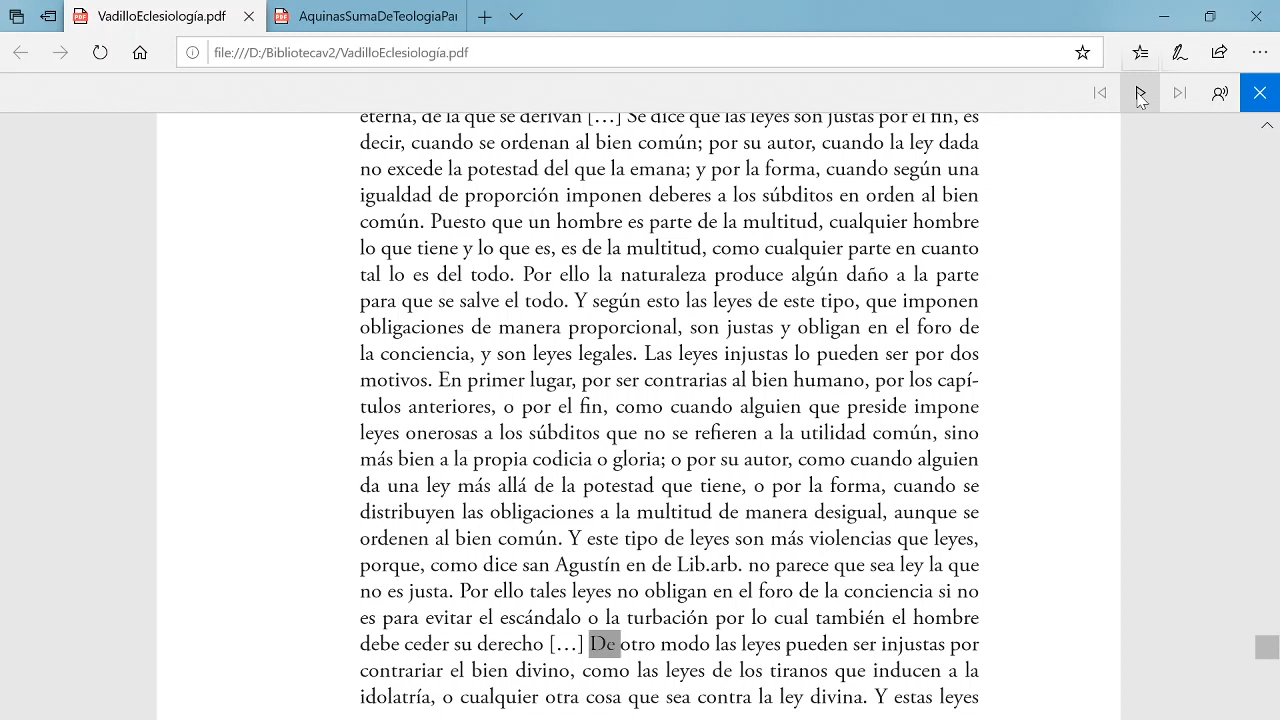 VadilloEclesiología.pdf
AquinasSumaDeTeologiaPa
file:///D:/Bibliotecav2/VadilloEclesiología.pdf
eterna, de la que se derivan […] Se dice que las leyes son justas por el fin, es
decir, cuando se ordenan al bien común; por su autor, cuando la ley dada
no excede la potestad del que la emana; y por la forma, cuando según una
igualdad de proporción imponen deberes a los súbditos en orden al bien
común. Puesto que un hombre es parte de la multitud, cualquier hombre
lo que tiene y lo que es, es de la multitud, como cualquier parte en cuanto
tal lo es del todo. Por ello la naturaleza produce algún daño a la parte
para que se salve el todo. Y según esto las leyes de este tipo, que imponen
obligaciones de manera proporcional, son justas y obligan en el foro de
la conciencia, y son leyes legales. Las leyes injustas lo pueden ser por dos
motivos. En primer lugar, por ser contrarias al bien humano, por los capí-
tulos anteriores, o por el fin, como cuando alguien que preside impone
leyes onerosas a los súbditos que no se refieren a la utilidad común, sino
más bien a la propia codicia o gloria; o por su autor, como cuando alguien
da una ley más allá de la potestad que tiene, o por la forma, cuando se
distribuyen las obligaciones a la multitud de manera desigual, aunque se
ordenen al bien común. Y este tipo de leyes son más violencias que leyes,
porque, como dice san Agustín en de Lib.arb. no parece que sea ley la que
no es justa. Por ello tales leyes no obligan en el foro de la conciencia si no
es para evitar el escándalo o la turbación por lo cual también el hombre
debe ceder su derecho […] De otro modo las leyes pueden ser injustas por
contrariar el bien divino, como las leyes de los tiranos que inducen a la
idolatría, o cualquier otra cosa que sea contra la ley divina. Y estas leyes